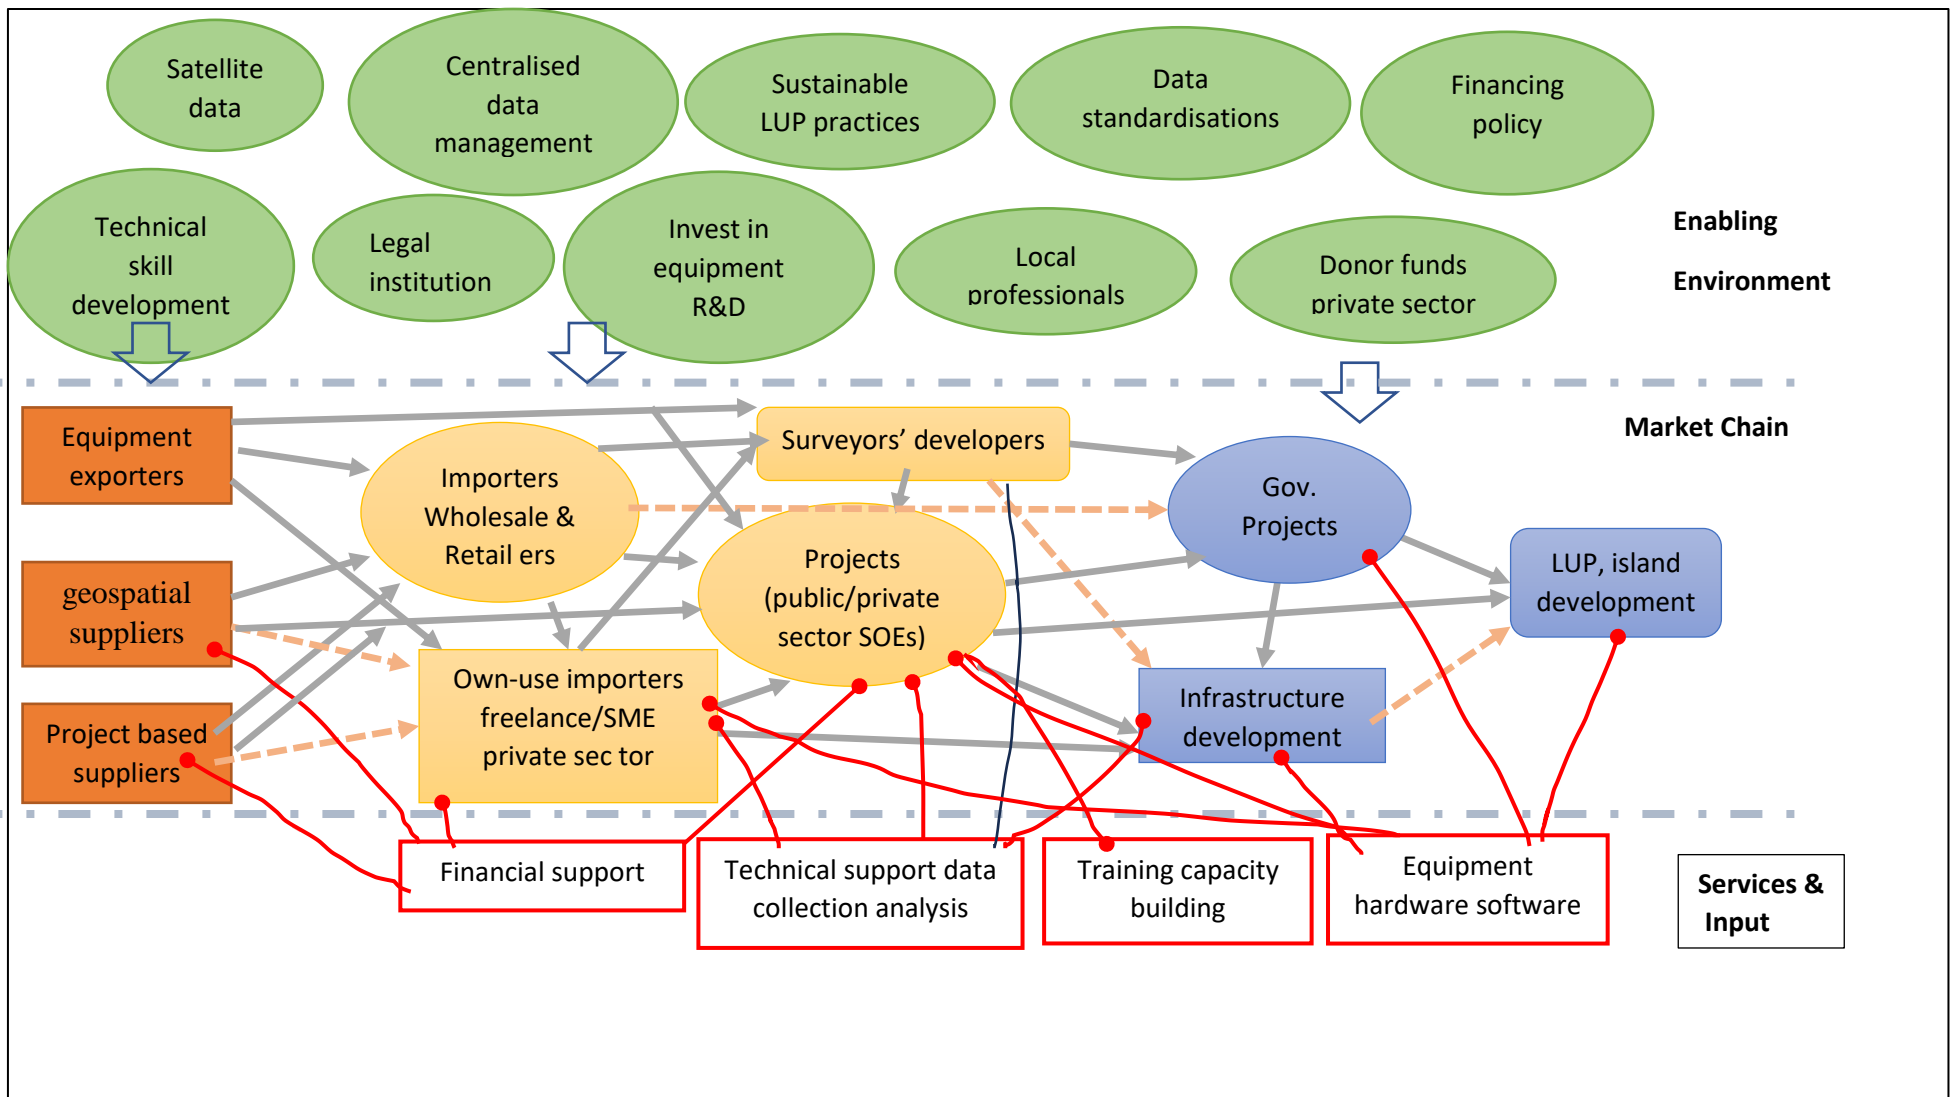 Satellite
data
Centralised
data
management
Sustainable
LUP practices
Data
standardisations
Financing
policy
Technical
skill
development
Legal
institution
Invest in
equipment
R&D
Local
professionals
Donor funds
private sector
Enabling
Environment
Equipment
exporters
Importers
Wholesale &
Retail ers
Surveyors’ developers
Gov.
Projects
Market Chain
geospatial
suppliers
Projects
(public/private
sector SOEs)
LUP, island
development
Project based
suppliers
Own-use importers
freelance/SME
private sec tor
Infrastructure
development
Financial support
Technical support data
collection analysis
Training capacity
building
Equipment
hardware software
Services &
Input